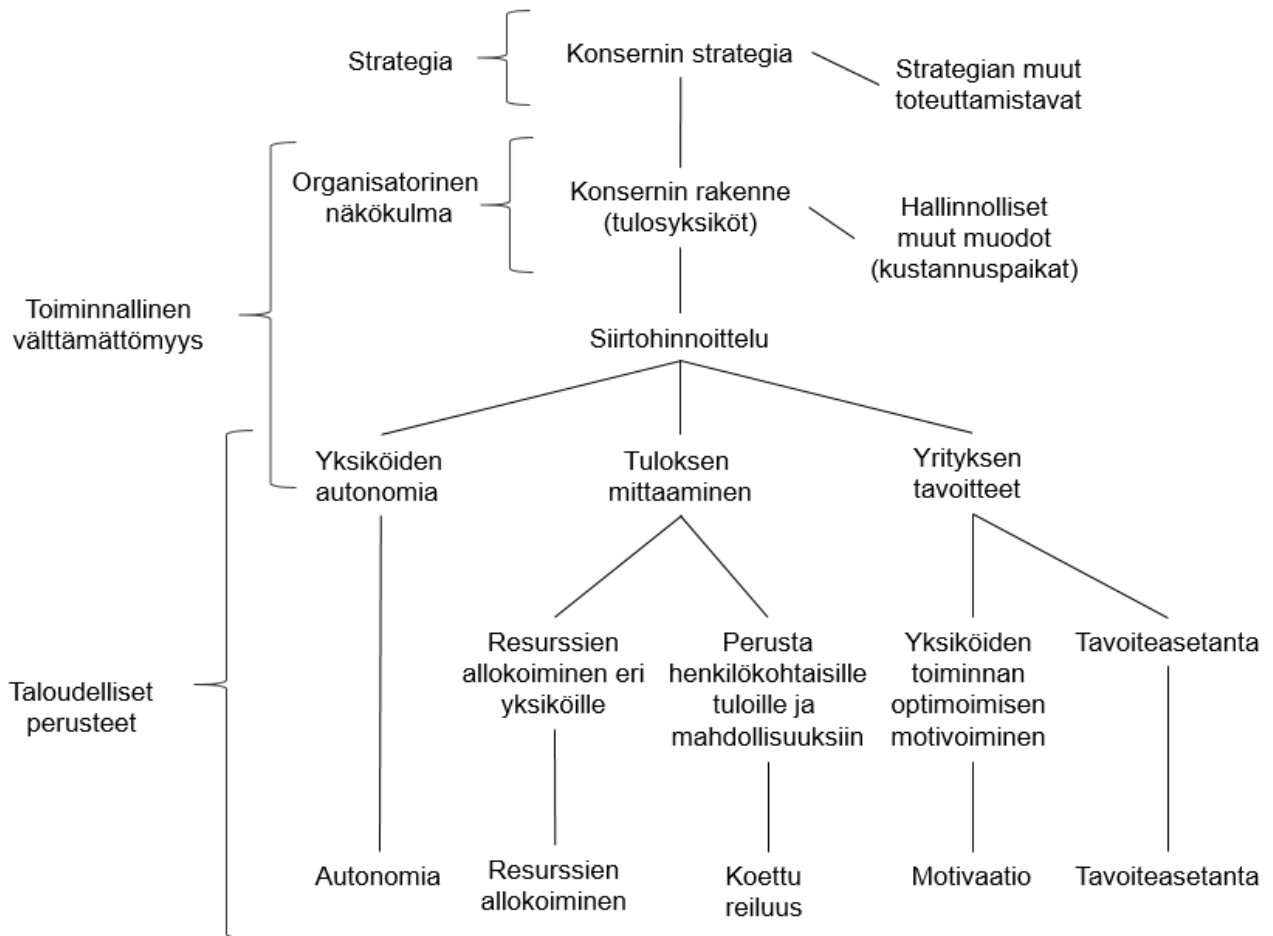 Strategia
Konsernin strategia
Strategian muut
toteuttamistavat
Organisatorinen
näkökulma
Konsernin rakenne
(tulosyksiköt)
Hallinnolliset
muut muodot
(kustannuspaikat)
Toiminnallinen
välttämättömyys
Siirtohinnoittelu
Yksiköiden
autonomia
Tuloksen
mittaaminen
Yrityksen
tavoitteet
Taloudelliset
perusteet
Resurssien
allokoiminen eri
yksiköille
Perusta
henkilökohtaisille
tuloille ja
mahdollisuuksiin
Yksiköiden
toiminnan
optimoimisen
motivoiminen
Tavoiteasetanta
Autonomia
Resurssien
allokoiminen
Koettu
reiluus
Motivaatio
Tavoiteasetanta